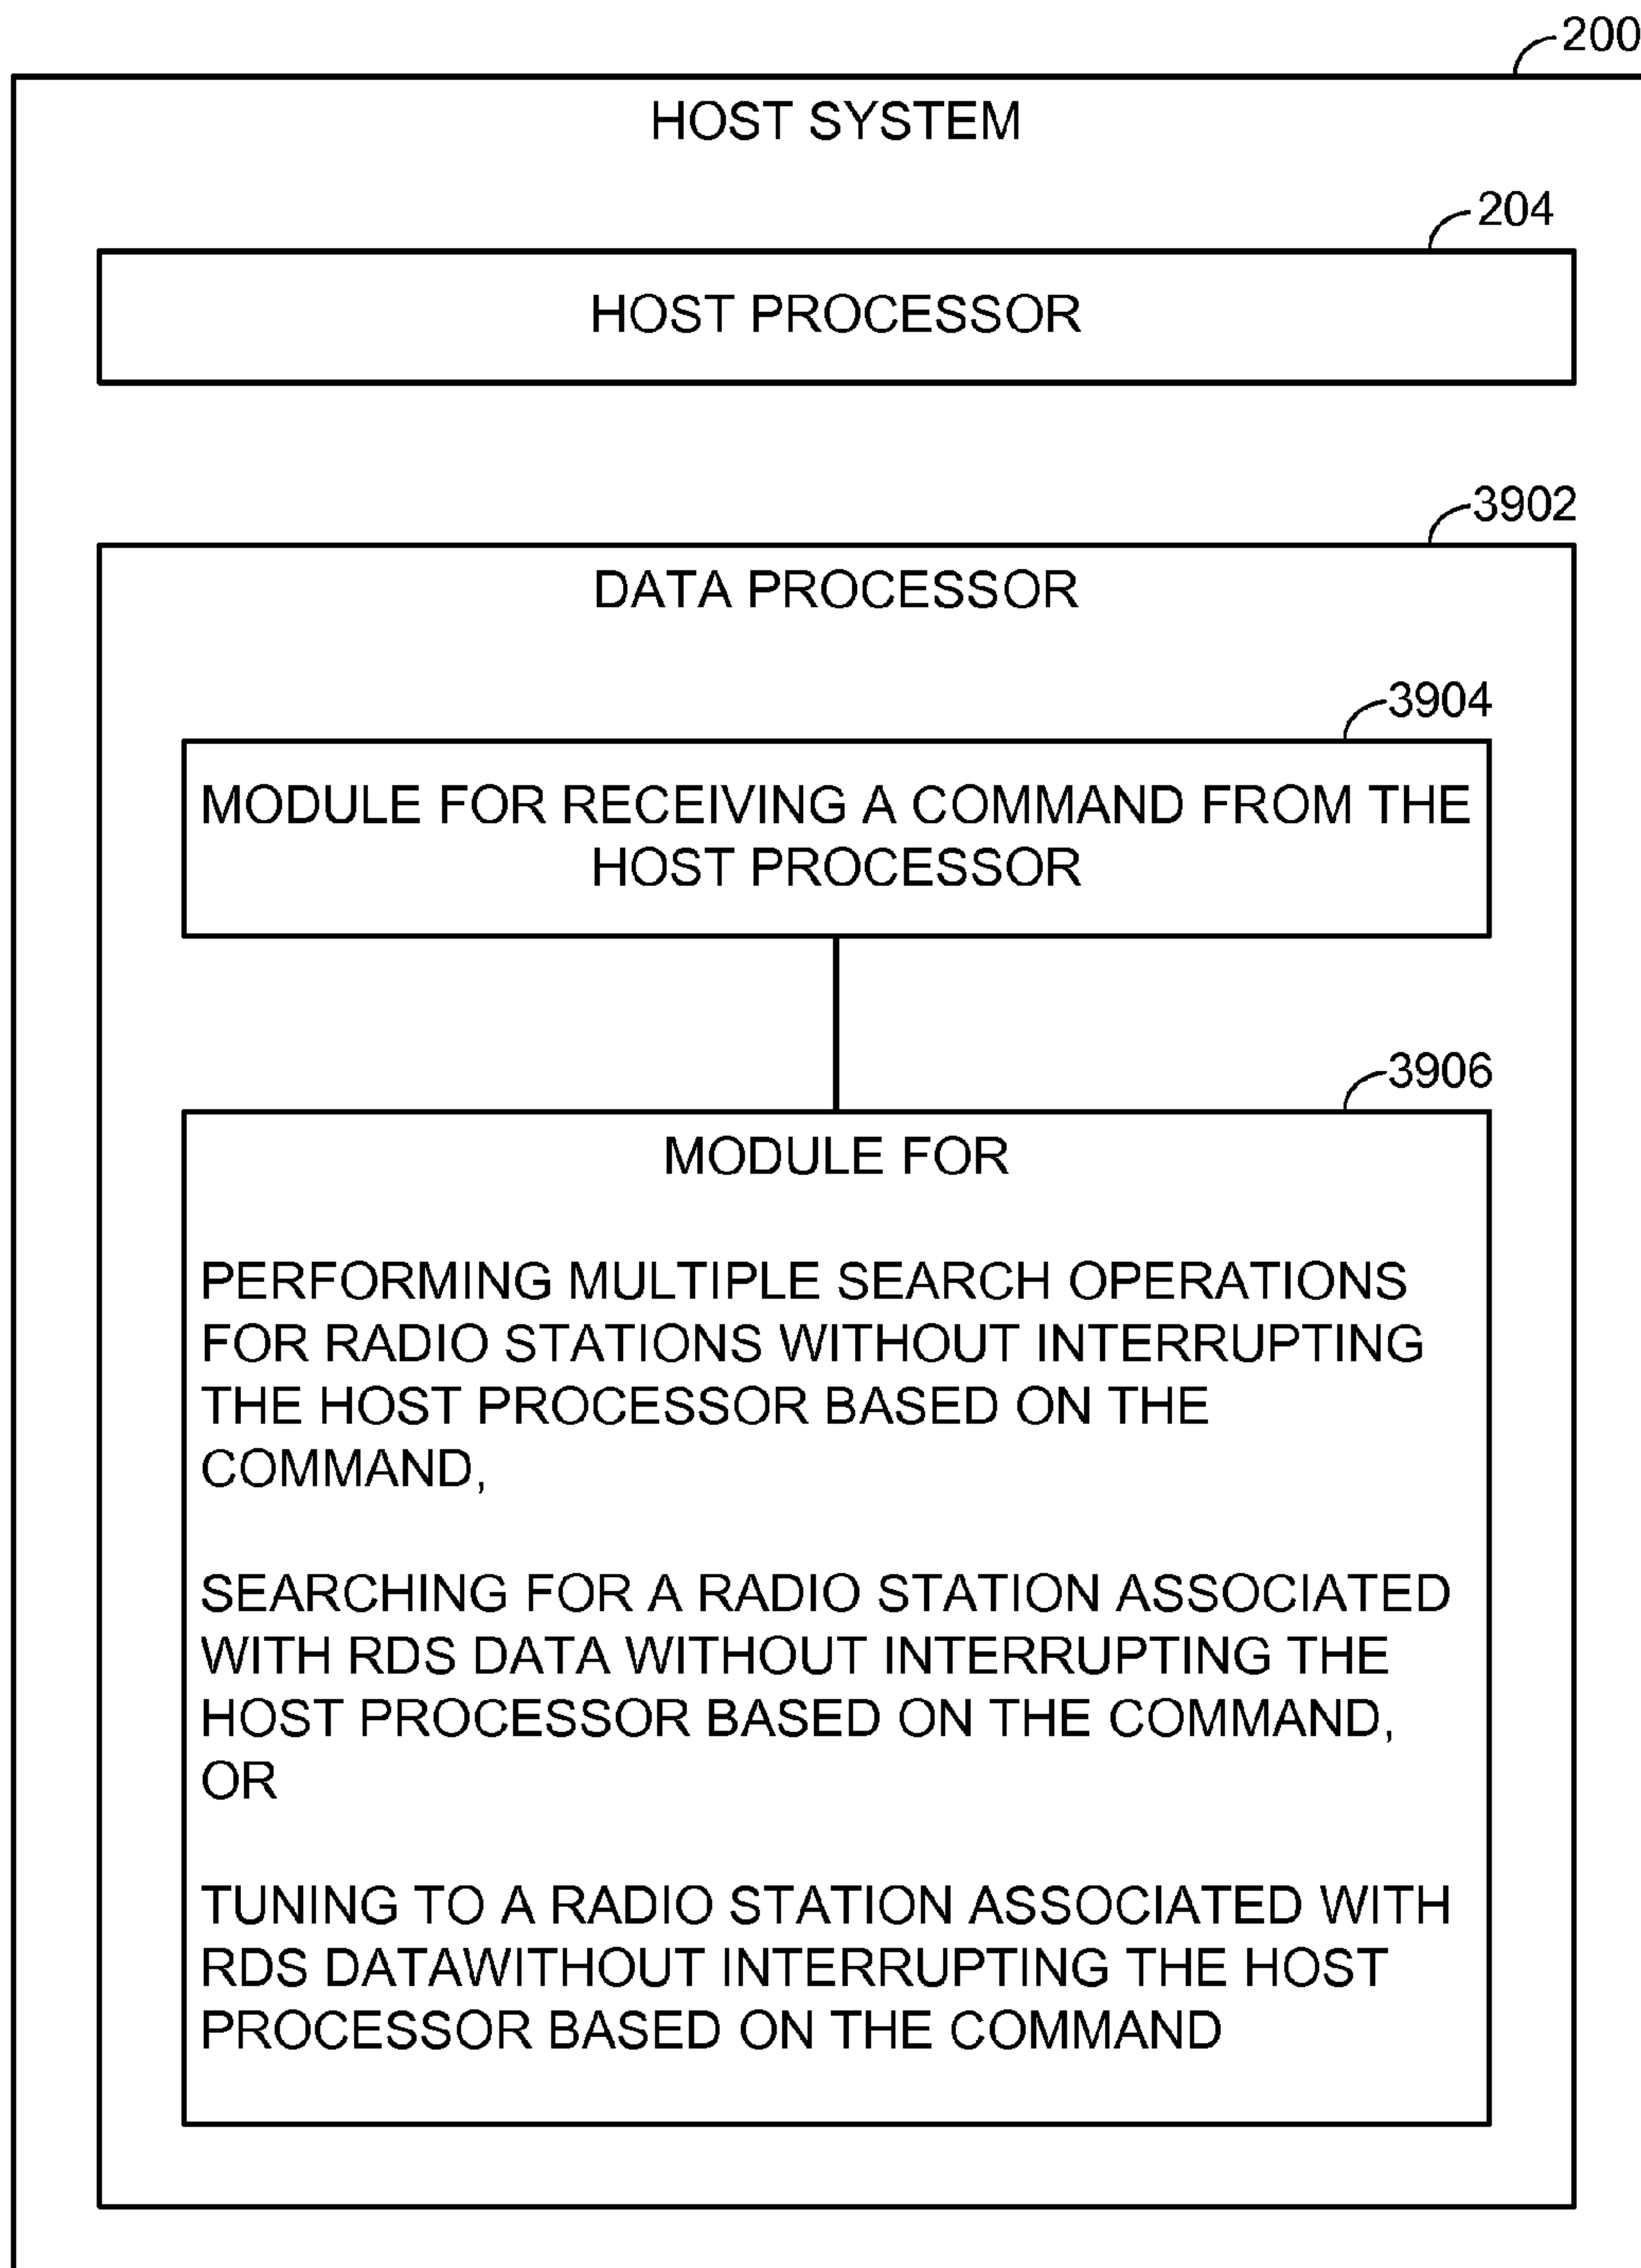 200
HOST SYSTEM
204
HOST PROCESSOR
3902
DATA PROCESSOR
3904
MODULE FOR RECEIVING A COMMAND FROM THE
HOST PROCESSOR
3906
MODULE FOR
PERFORMING MULTIPLE SEARCH OPERATIONS
FOR RADIO STATIONS WITHOUT INTERRUPTING
THE HOST PROCESSOR BASED ON THE
COMMAND,
SEARCHING FOR A RADIO STATION ASSOCIATED
WITH RDS DATA WITHOUT INTERRUPTING THE
HOST PROCESSOR BASED ON THE COMMAND,
OR
TUNING TO A RADIO STATION ASSOCIATED WITH
RDS DATAWITHOUT INTERRUPTING THE HOST
PROCESSOR BASED ON THE COMMAND